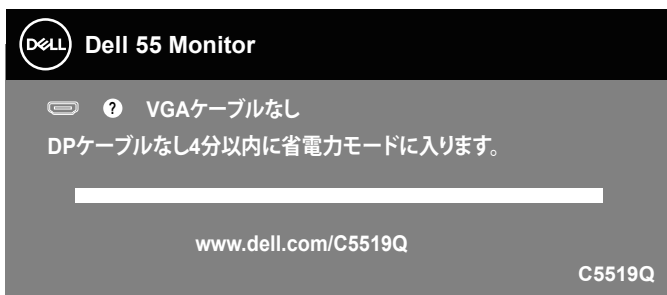 DELL Dell 55 Monitor
? VGAケーブルなし
DPケーブルなし4分以内に省電力モードに入ります。
www.dell.com/C5519Q
C5519Q